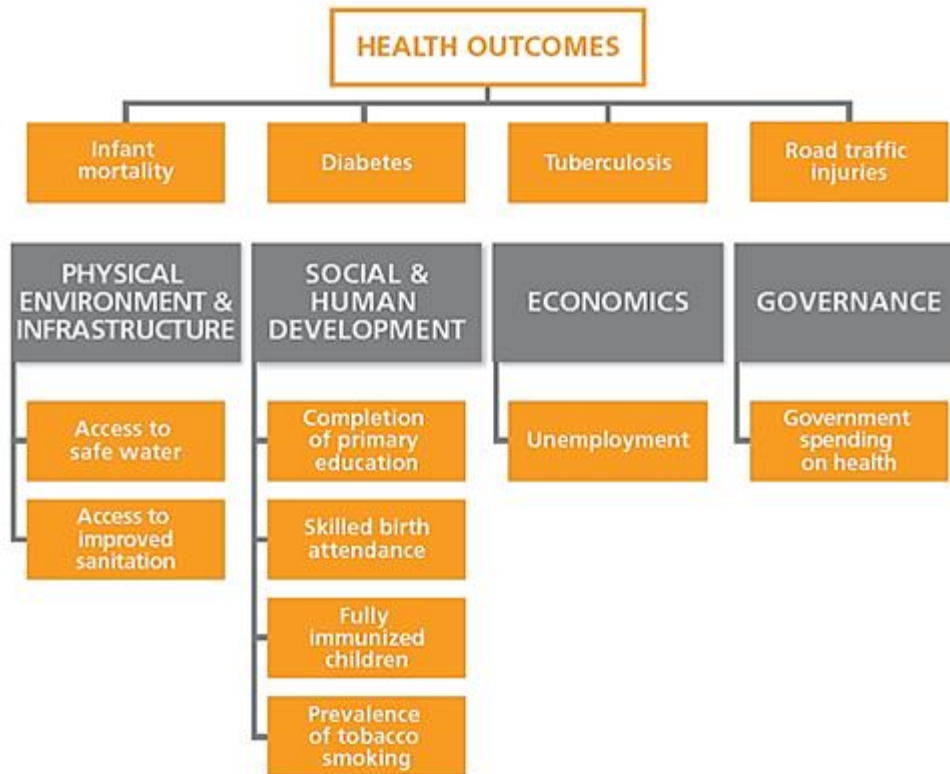 HEALTH OUTCOMES
Infant
mortality
Diabetes
Tuberculosis
Road traffic
injuries
PHYSICAL
ENVIRONMENT &
INFRASTRUCTURE
SOCIAL &
HUMAN
DEVELOPMENT
ECONOMICS
GOVERNANCE
Access to
safe water
Completion
of primary
education
Unemployment
Government
spending
on health
Access to
improved
sanitation
Skilled birth
attendance
Fully
immunized
children
Prevalence
of tobacco
smoking